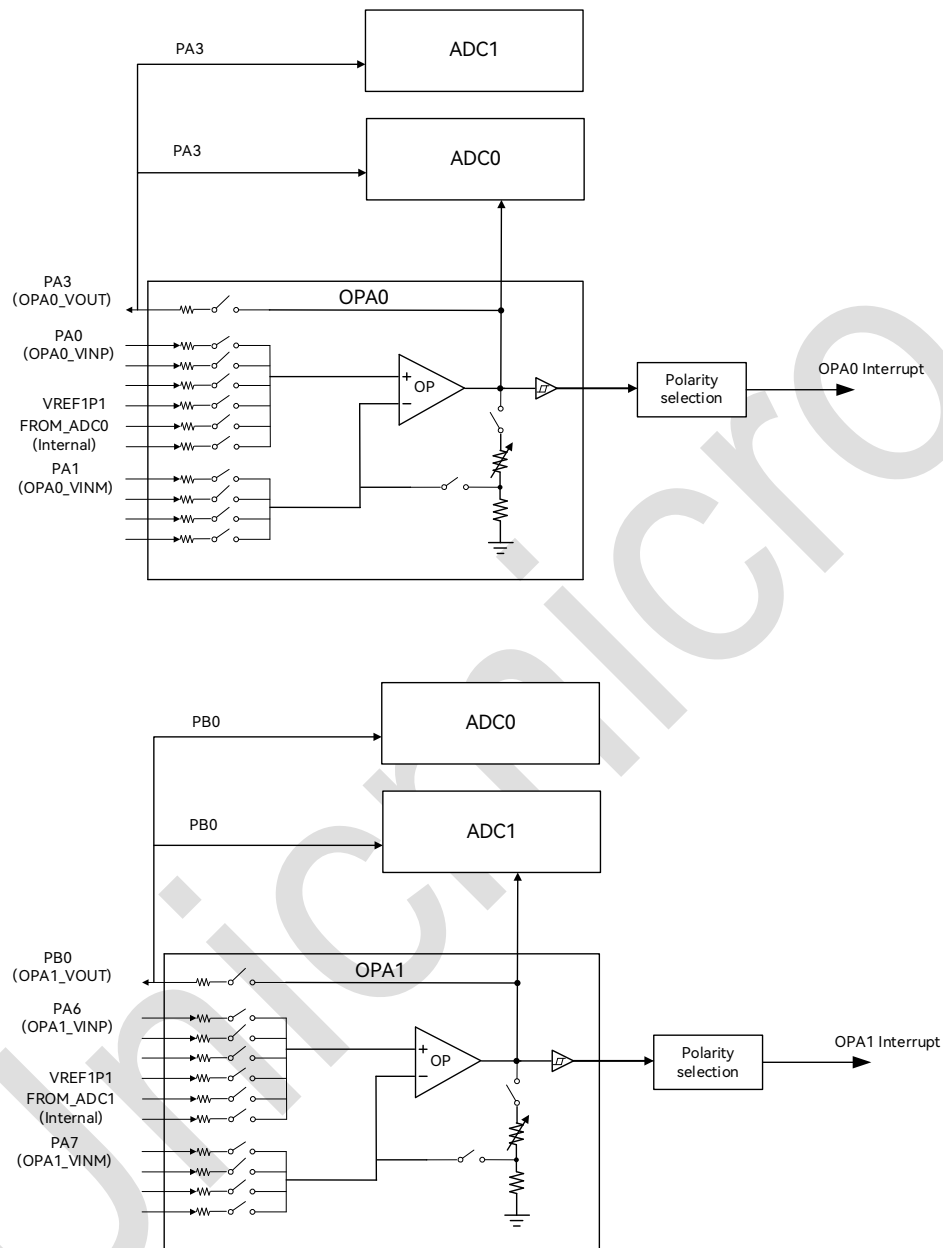 PA3
ADC1
PA3
ADC0
PA3
(OPA0_VOUT)
OPA0
PA0
(OPA0_VINP)
VREF1P1
FROM_ADC0
(Internal)
PA1
(OPA0_VINM)
+
OP
−
Polarity
selection
OPA0 Interrupt
PB0
ADC0
PB0
ADC1
PB0
(OPA1_VOUT)
OPA1
PA6
(OPA1_VINP)
VREF1P1
FROM_ADC1
(Internal)
PA7
(OPA1_VINM)
+
OP
−
Polarity
selection
OPA1 Interrupt
Unicmicro